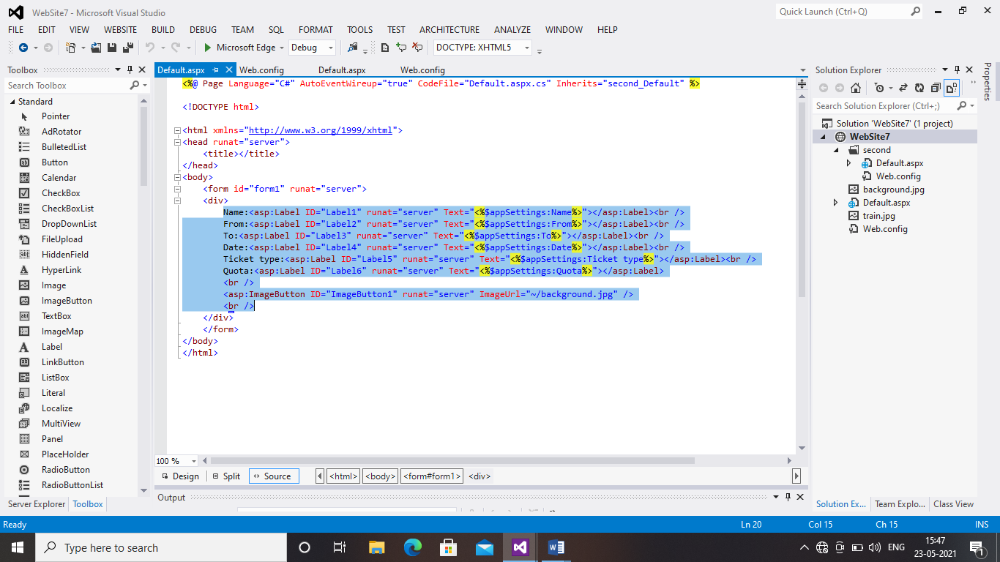 WebSite7 - Microsoft Visual Studio
Quick Launch (Ctrl+Q)
FILE EDIT VIEW WEBSITE BUILD DEBUG TEAM SQL FORMAT TOOLS TEST ARCHITECTURE ANALYZE WINDOW HELP
Microsoft Edge Debug DOCTYPE: XHTML5
Toolbox
Search Toolbox
Standard
Pointer
AdRotator
BulletedList
Button
Calendar
CheckBox
CheckBoxList
DropDownList
FileUpload
HiddenField
HyperLink
Image
ImageButton
TextBox
ImageMap
Label
LinkButton
ListBox
Literal
Localize
MultiView
Panel
PlaceHolder
RadioButton
RadioButtonList
Server Explorer Toolbox
Default.aspx Web.config Default.aspx Web.config
<%@ Page Language="C#" AutoEventWireup="true" CodeFile="Default.aspx.cs" Inherits="second_Default" %>
<!DOCTYPE html>
<html xmlns="http://www.w3.org/1999/xhtml">
<head runat="server">
<title></title>
</head>
<body>
<form id="form1" runat="server">
<div>
Name:<asp:Label ID="Label1" runat="server" Text="<%$appSettings:Name%>"></asp:Label><br />
From:<asp:Label ID="Label2" runat="server" Text="<%$appSettings:From%>"></asp:Label><br />
To:<asp:Label ID="Label3" runat="server" Text="<%$appSettings:To%>"></asp:Label><br />
Date:<asp:Label ID="Label4" runat="server" Text="<%$appSettings:Date%>"></asp:Label><br />
Ticket type:<asp:Label ID="Label5" runat="server" Text="<%$appSettings:Ticket type%>"></asp:Label><br />
Quota:<asp:Label ID="Label6" runat="server" Text="<%$appSettings:Quota%>"></asp:Label>
<br />
<asp:ImageButton ID="ImageButton1" runat="server" ImageUrl="~/background.jpg" />
<br />
</div>
</form>
</body>
</html>
100 %
Design Split Source <html> <body> <form#form1> <div>
Output
Solution Explorer
Search Solution Explorer (Ctrl+;)
Solution 'WebSite7' (1 project)
WebSite7
second
Default.aspx
Web.config
background.jpg
Default.aspx
train.jpg
Web.config
Solution Ex... Team Explo... Class View
Properties
Ready Ln 20 Col 15 Ch 15 INS
Type here to search
ENG
15:47
23-05-2021
1